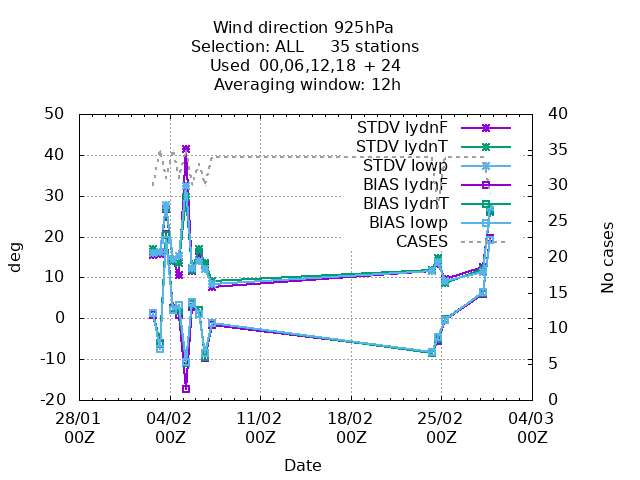 Wind direction 925hPa
Selection: ALL 35 stations
Used 00,06,12,18 + 24
Averaging window: 12h
STDV lydnF
STDV lydnT
STDV lowp
BIAS lydnF
BIAS lydnT
BIAS lowp
CASES
50
40
30
20
10
0
-10
-20
deg
40
35
30
25
20
15
10
5
0
No cases
28/01 04/02 11/02 18/02 25/02 04/03
00Z 00Z 00Z 00Z 00Z 00Z
Date